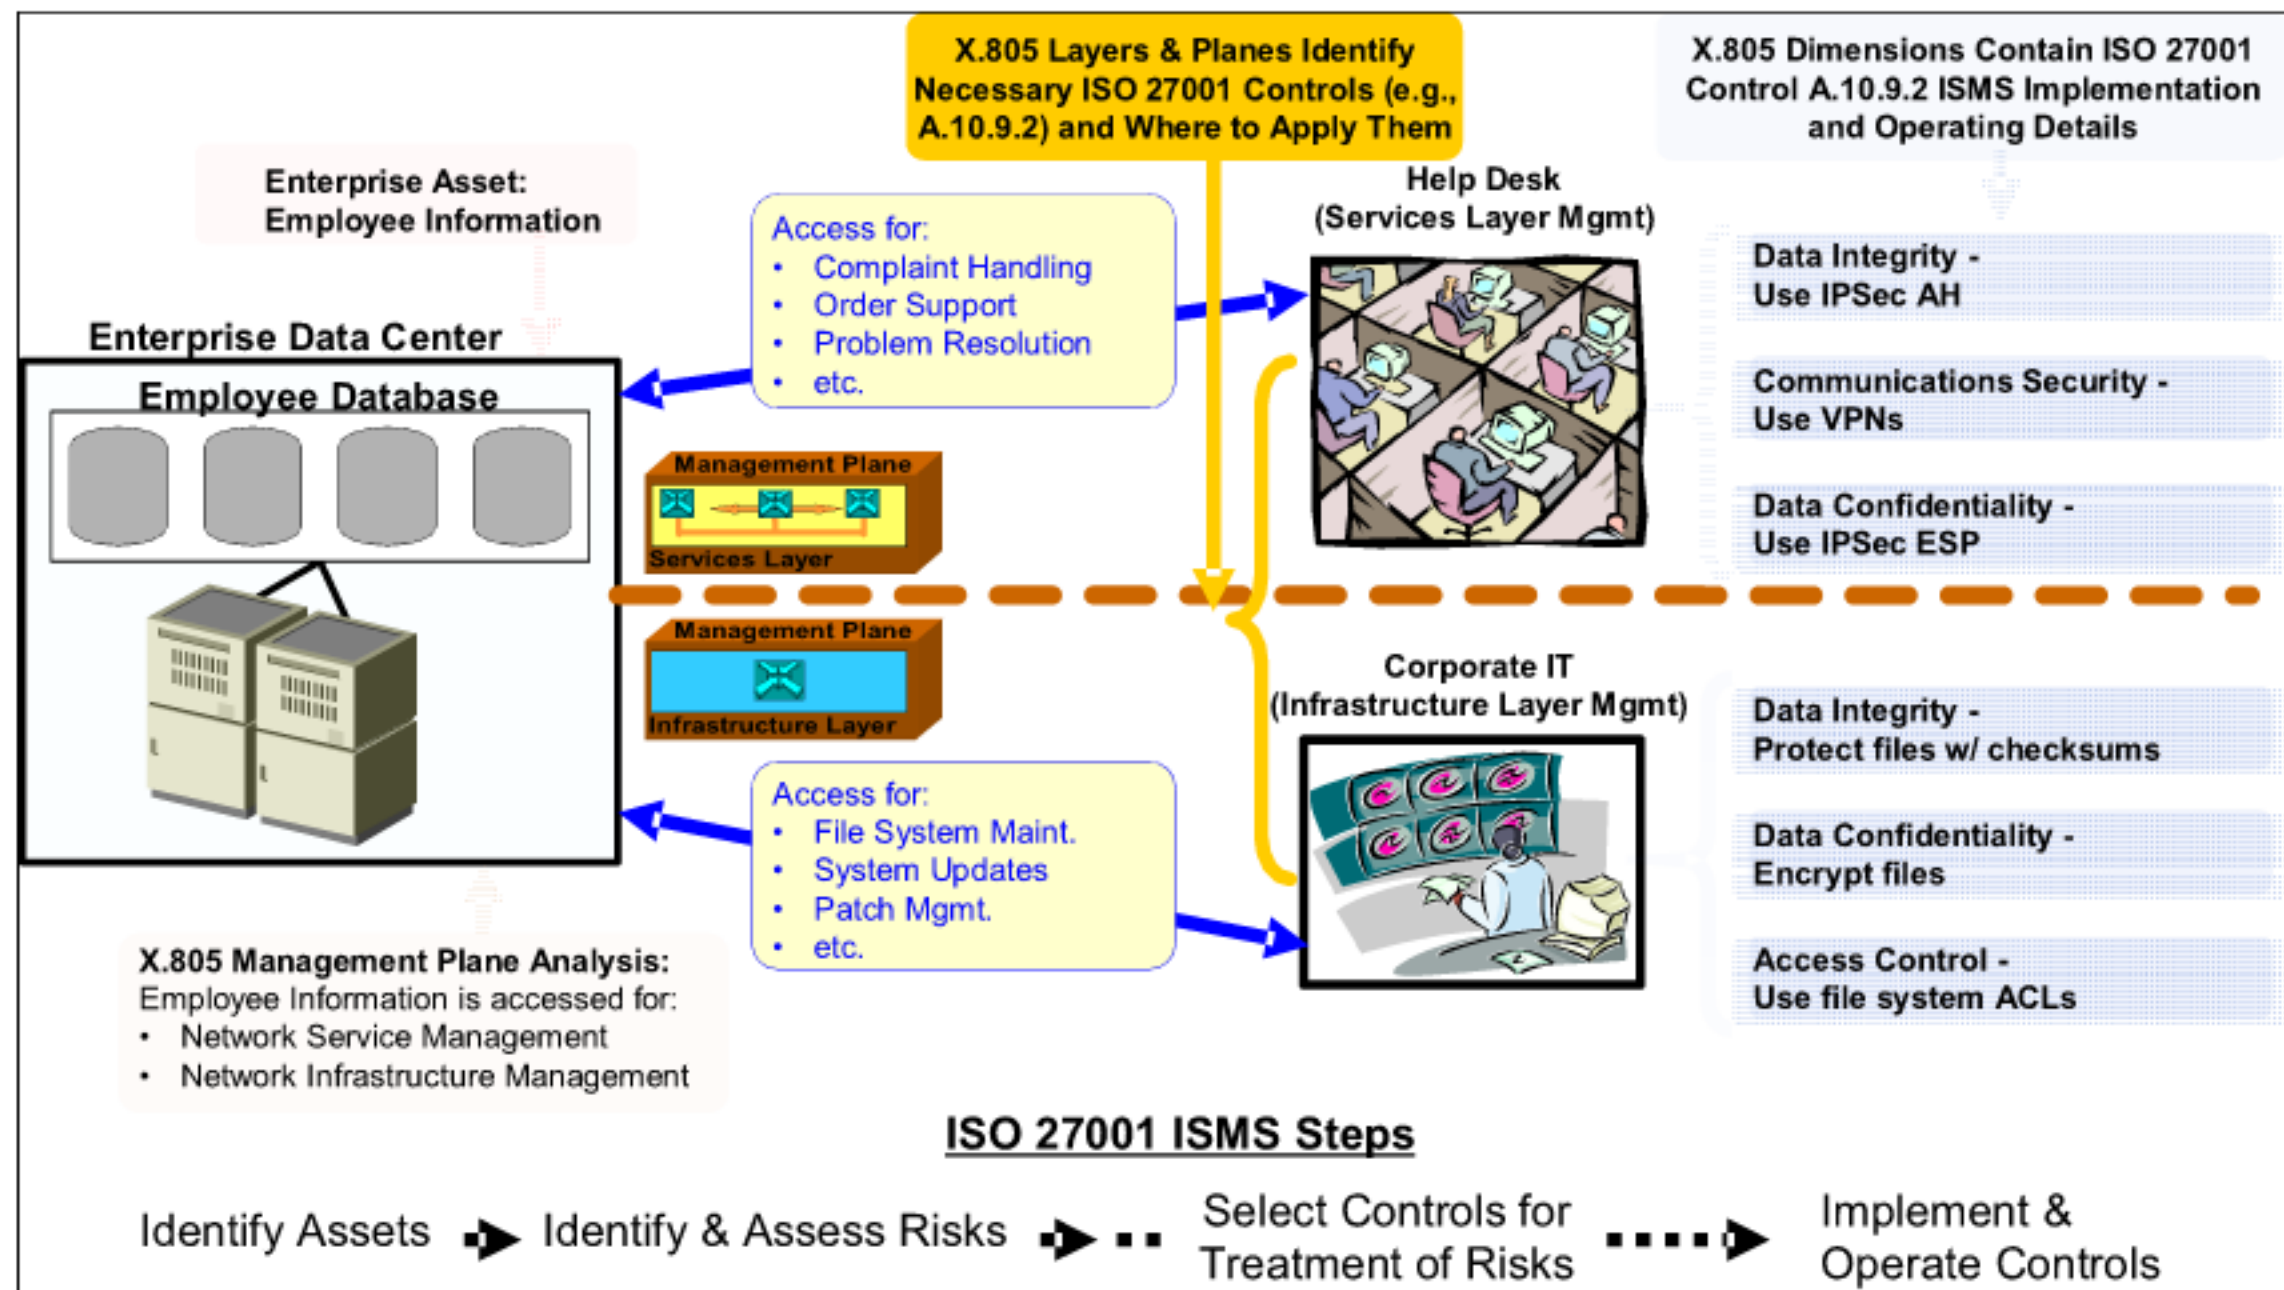 X.805 Layers & Planes Identify
Necessary ISO 27001 Controls (e.g.,
A.10.9.2) and Where to Apply Them
X.805 Dimensions Contain ISO 27001
Control A.10.9.2 ISMS Implementation
and Operating Details
Enterprise Asset:
Employee Information
Access for:
• Complaint Handling
• Order Support
• Problem Resolution
• etc.
Help Desk
(Services Layer Mgmt)
Data Integrity -
Use IPSec AH
Communications Security -
Use VPNs
Data Confidentiality -
Use IPSec ESP
Enterprise Data Center
Employee Database
Management Plane
Services Layer
Management Plane
Infrastructure Layer
Corporate IT
(Infrastructure Layer Mgmt)
Data Integrity -
Protect files w/ checksums
Data Confidentiality -
Encrypt files
Access Control -
Use file system ACLs
Access for:
• File System Maint.
• System Updates
• Patch Mgmt.
• etc.
X.805 Management Plane Analysis:
Employee Information is accessed for:
• Network Service Management
• Network Infrastructure Management
ISO 27001 ISMS Steps
Identify Assets
Identify & Assess Risks
Select Controls for
Treatment of Risks
Implement &
Operate Controls